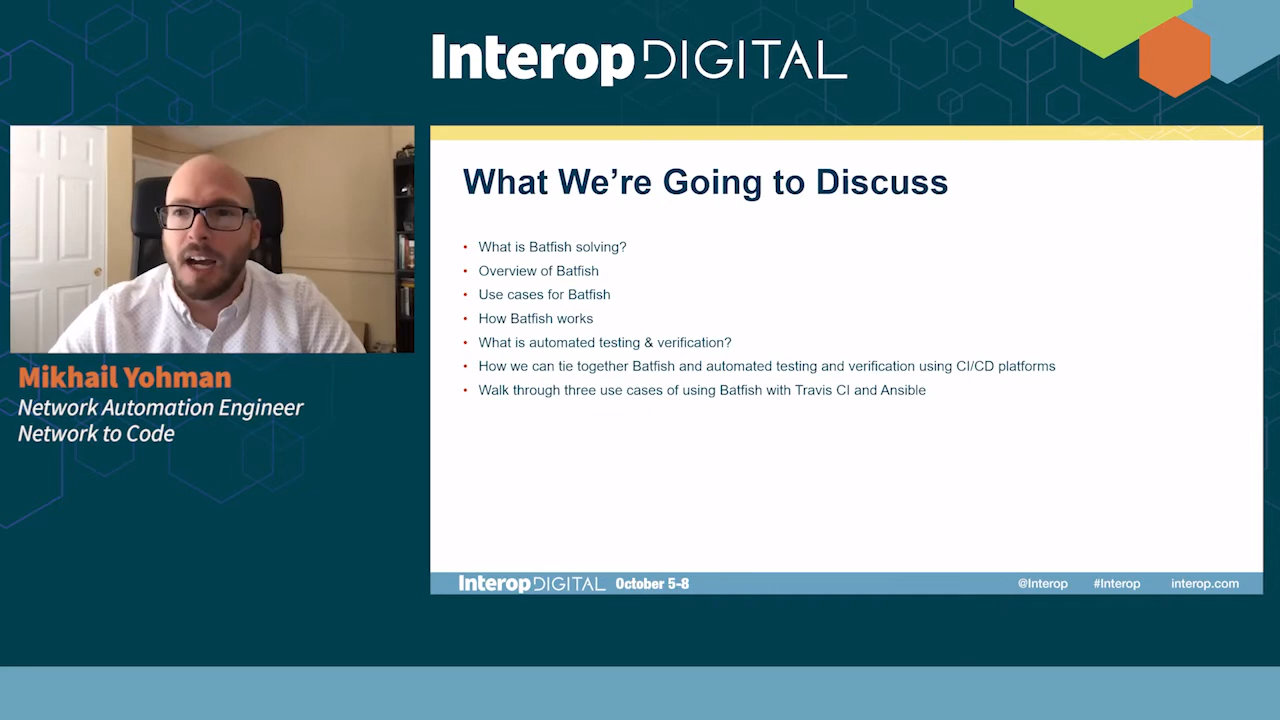 Interop DIGITAL
Mikhail Yohman
Network Automation Engineer
Network to Code
What We're Going to Discuss
• What is Batfish solving?
• Overview of Batfish
• Use cases for Batfish
• How Batfish works
• What is automated testing & verification?
• How we can tie together Batfish and automated testing and verification using CI/CD platforms
• Walk through three use cases of using Batfish with Travis CI and Ansible
Interop DIGITAL October 5-8 @Interop #Interop interop.com